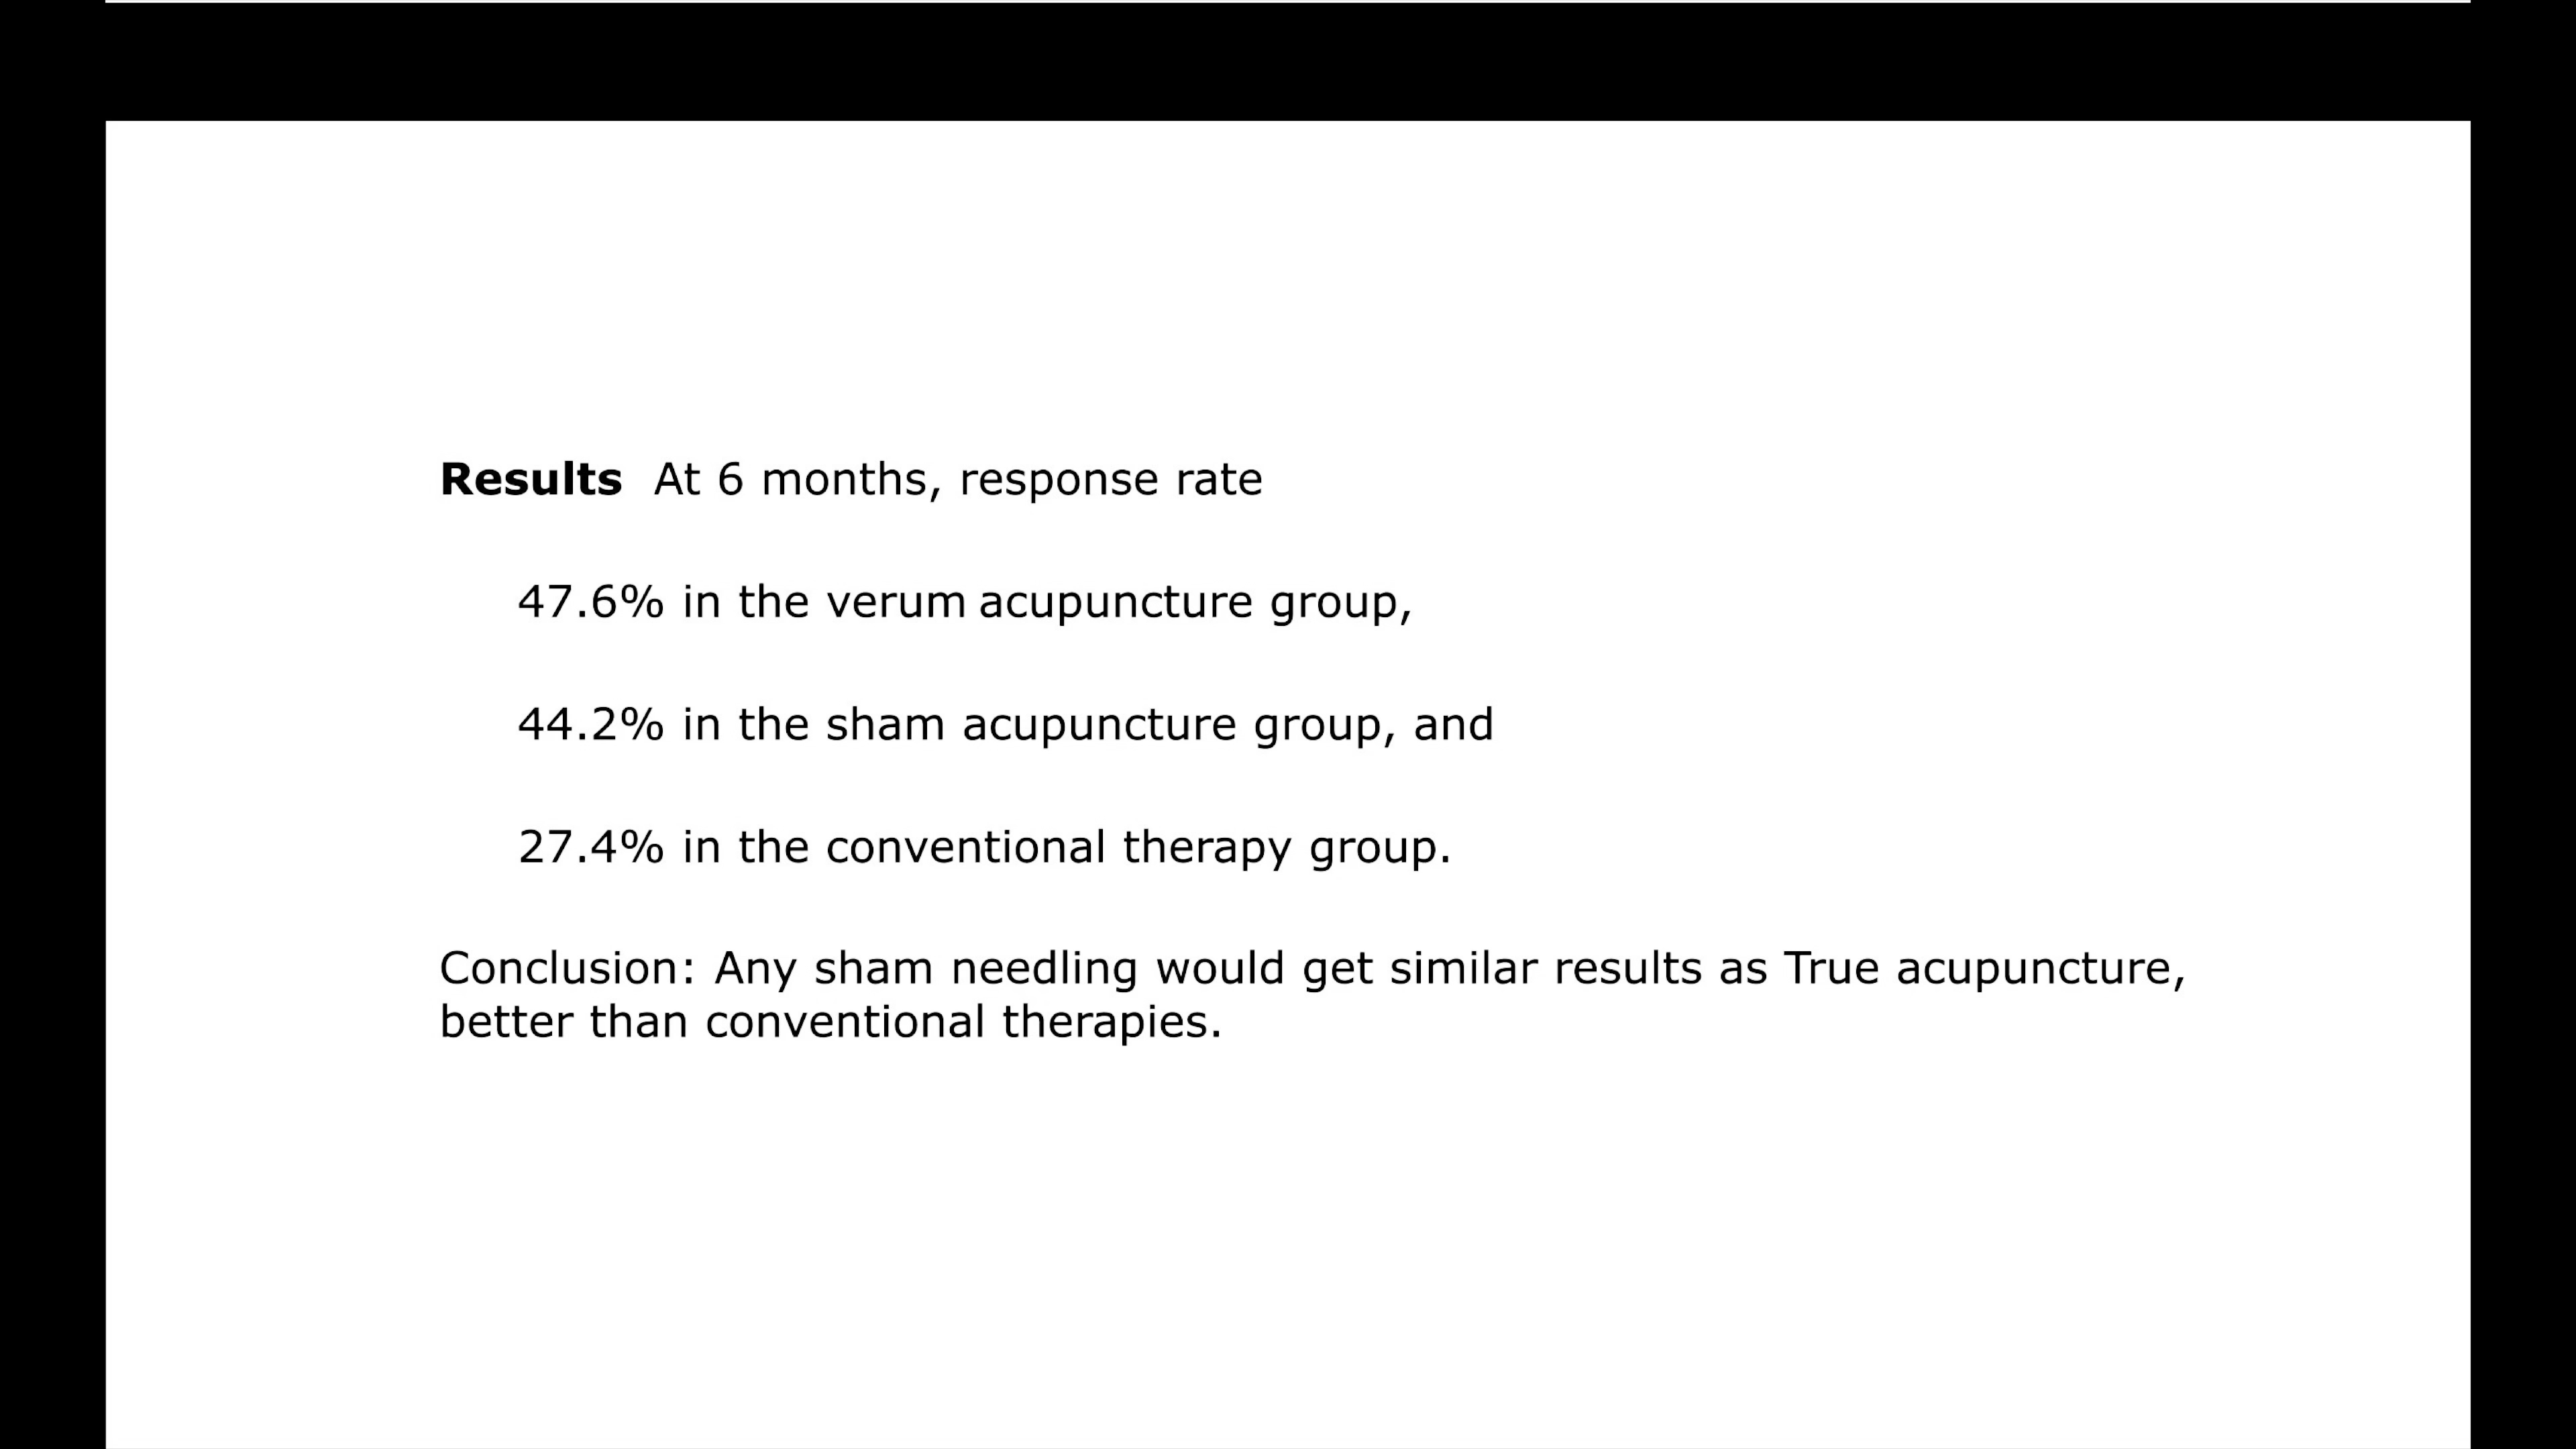 Results At 6 months, response rate
47.6% in the verum acupuncture group,
44.2% in the sham acupuncture group, and
27.4% in the conventional therapy group.
Conclusion: Any sham needling would get similar results as True acupuncture,
better than conventional therapies.